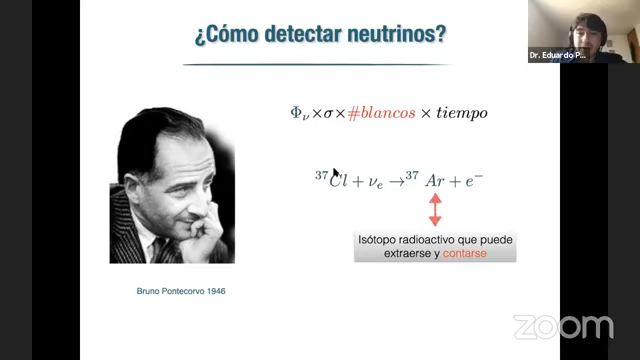 ¿Cómo detectar neutrinos?
Dr. Eduardo P...
Φν × σ × #blancos × tiempo
³⁷Cl + νₑ → ³⁷Ar + e⁻
Isótopo radioactivo que puede
extraerse y contarse
Bruno Pontecorvo 1946
zoom